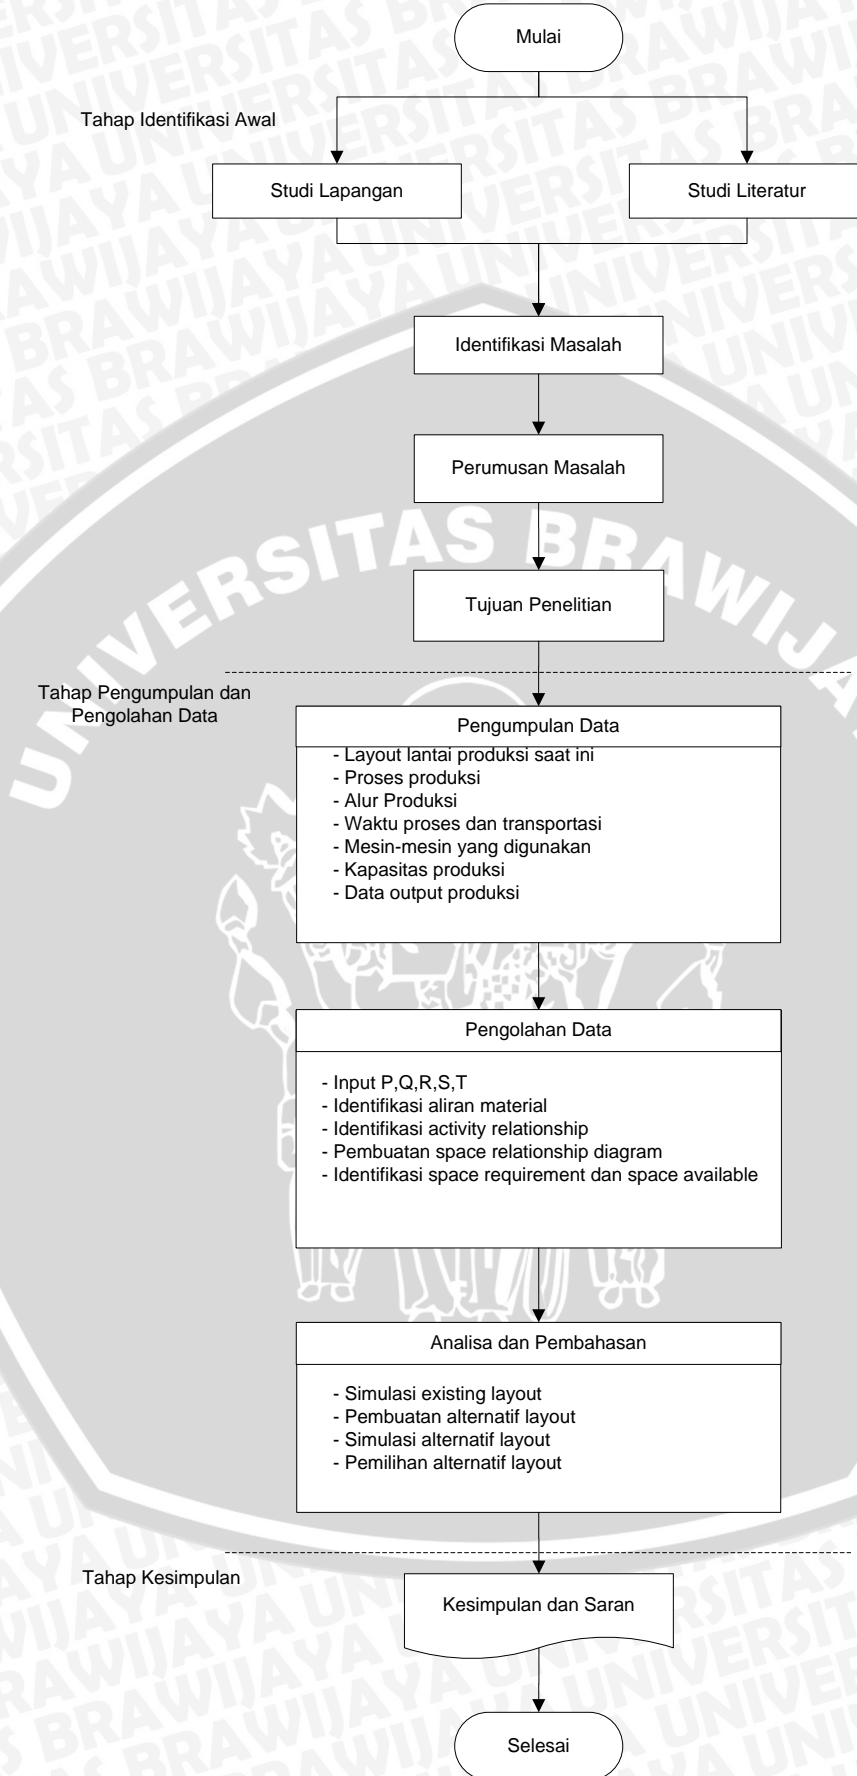 Mulai
Tahap Identifikasi Awal
Studi Lapangan
Studi Literatur
Identifikasi Masalah
Perumusan Masalah
Tujuan Penelitian
Tahap Pengumpulan dan
Pengolahan Data
Pengumpulan Data
- Layout lantai produksi saat ini
- Proses produksi
- Alur Produksi
- Waktu proses dan transportasi
- Mesin-mesin yang digunakan
- Kapasitas produksi
- Data output produksi
Pengolahan Data
- Input P,Q,R,S,T
- Identifikasi aliran material
- Identifikasi activity relationship
- Pembuatan space relationship diagram
- Identifikasi space requirement dan space available
Analisa dan Pembahasan
- Simulasi existing layout
- Pembuatan alternatif layout
- Simulasi alternatif layout
- Pemilihan alternatif layout
Tahap Kesimpulan
Kesimpulan dan Saran
Selesai
UNIVERSITAS BRAWIJA